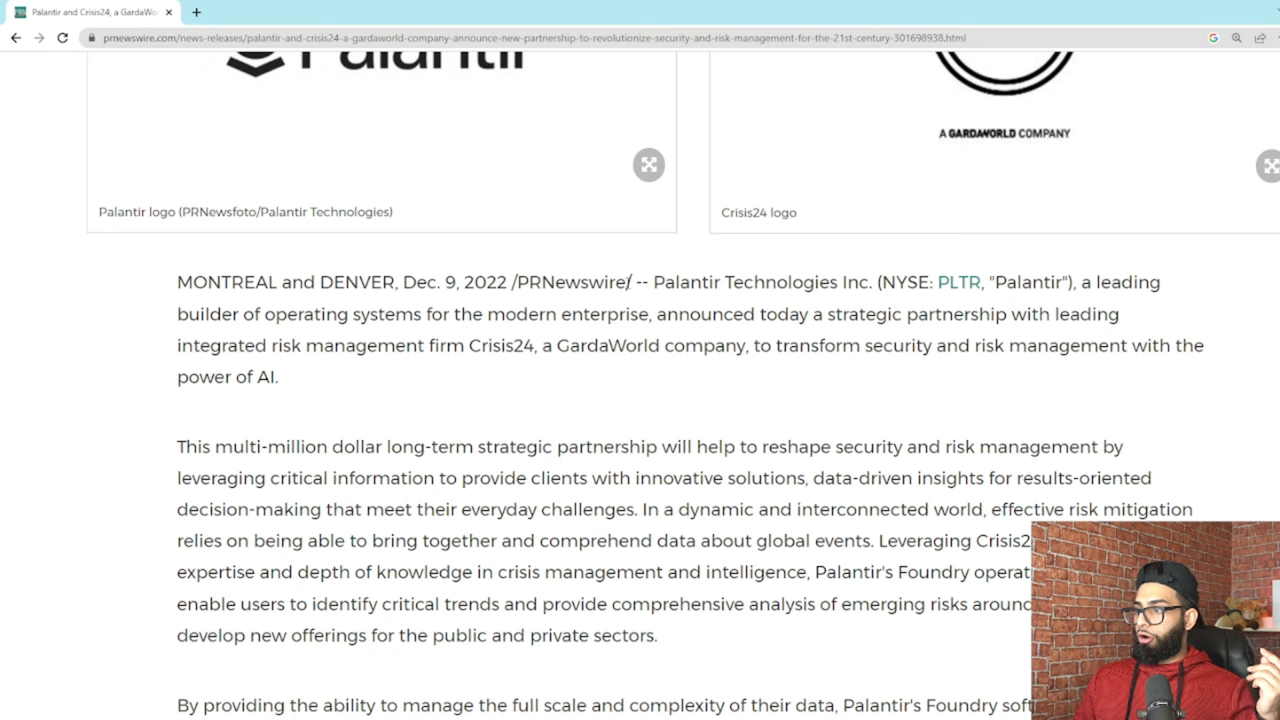 Palantir and Crisis24, a GardaWo
prnewswire.com/news-releases/palantir-and-crisis24-a-gardaworld-company-announce-new-partnership-to-revolutionize-security-and-risk-management-for-the-21st-century-301698938.html
Palantir
A GARDAWORLD COMPANY
Palantir logo (PRNewsfoto/Palantir Technologies)
Crisis24 logo
MONTREAL and DENVER, Dec. 9, 2022 /PRNewswire/ -- Palantir Technologies Inc. (NYSE: PLTR, "Palantir"), a leading
builder of operating systems for the modern enterprise, announced today a strategic partnership with leading
integrated risk management firm Crisis24, a GardaWorld company, to transform security and risk management with the
power of AI.
This multi-million dollar long-term strategic partnership will help to reshape security and risk management by
leveraging critical information to provide clients with innovative solutions, data-driven insights for results-oriented
decision-making that meet their everyday challenges. In a dynamic and interconnected world, effective risk mitigation
relies on being able to bring together and comprehend data about global events. Leveraging Crisis2
expertise and depth of knowledge in crisis management and intelligence, Palantir's Foundry operat
enable users to identify critical trends and provide comprehensive analysis of emerging risks around
develop new offerings for the public and private sectors.
By providing the ability to manage the full scale and complexity of their data, Palantir's Foundry soft